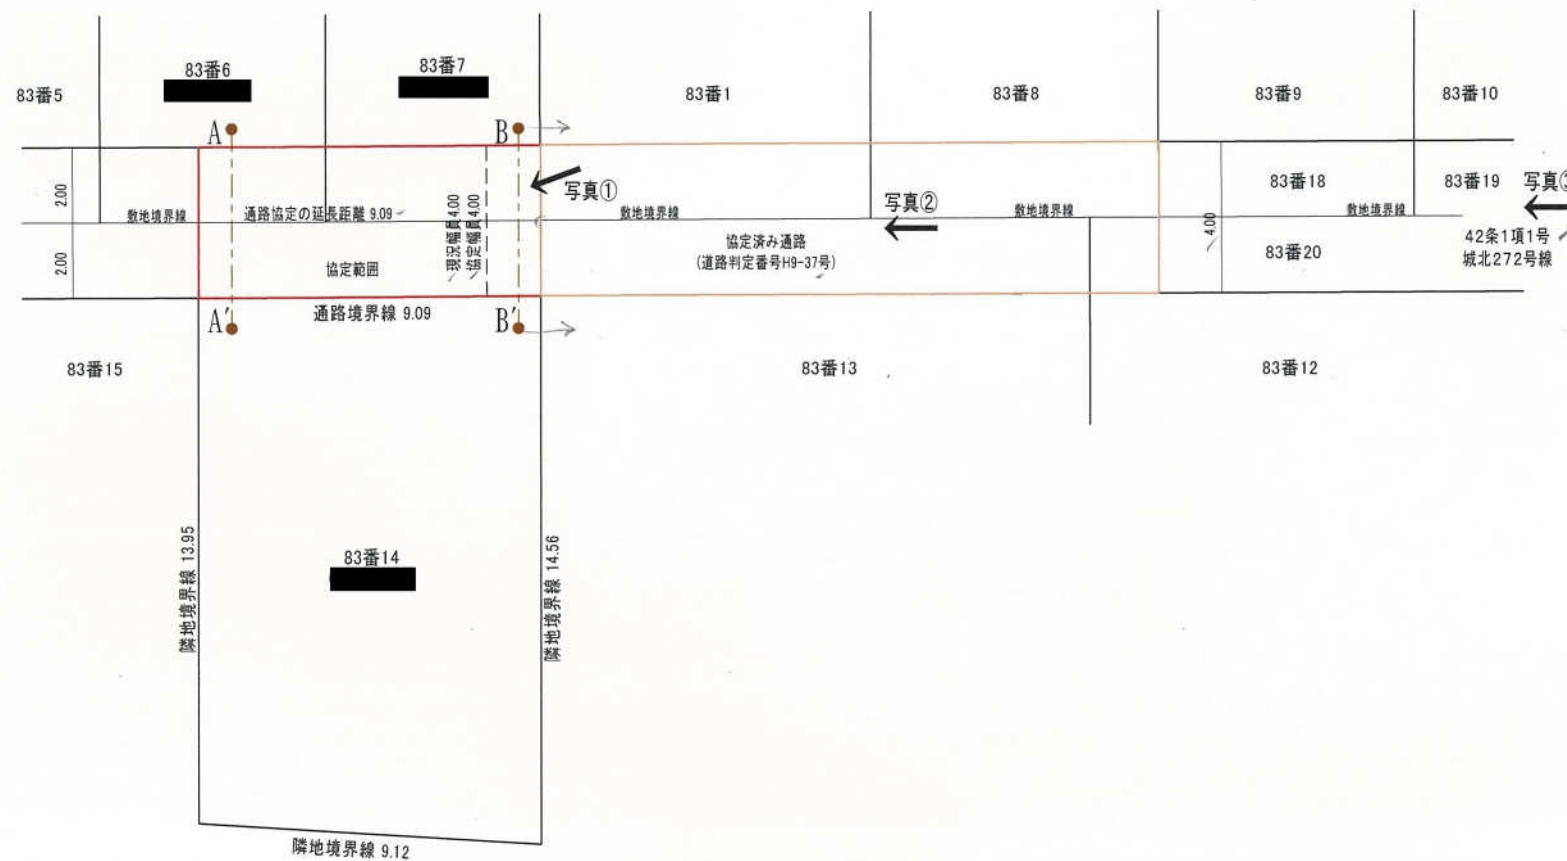 83番5
83番6
83番7
83番1
83番8
83番9
83番10
A
B
2.00
敷地境界線
通路協定の延長距離 9.09
現況幅員 4.00
協定幅員 4.00
写真①
敷地境界線
写真②
敷地境界線
4.00
83番18
敷地境界線
83番19
写真③
2.00
協定範囲
協定済み通路
(道路判定番号H9-37号)
83番20
42条1項1号
城北272号線
A'
通路境界線 9.09
B'
83番15
83番13
83番12
隣地境界線 13.95
83番14
隣地境界線 14.56
隣地境界線 9.12